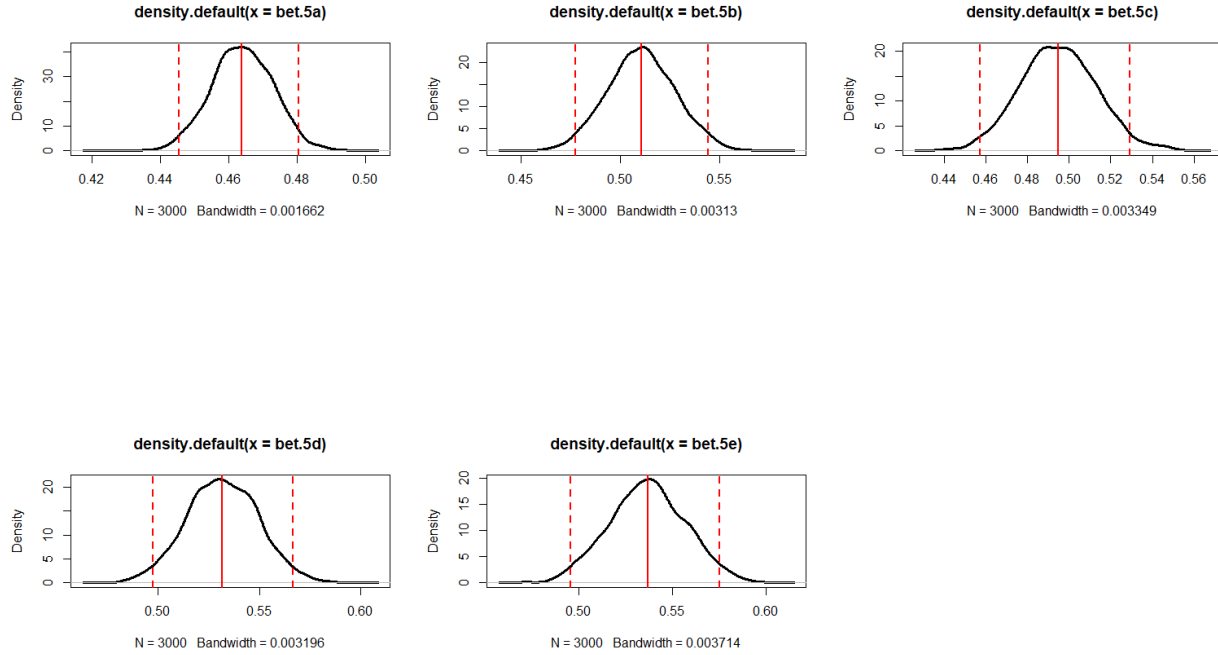 density.default(x = bet.5a)
Density
0 10 30
0.42 0.44 0.46 0.48 0.50
N = 3000 Bandwidth = 0.001662
density.default(x = bet.5b)
Density
0 5 10 20
0.45 0.50 0.55
N = 3000 Bandwidth = 0.00313
density.default(x = bet.5c)
Density
0 5 10 20
0.44 0.46 0.48 0.50 0.52 0.54 0.56
N = 3000 Bandwidth = 0.003349
density.default(x = bet.5d)
Density
0 5 10 20
0.50 0.55 0.60
N = 3000 Bandwidth = 0.003196
density.default(x = bet.5e)
Density
0 5 10 15 20
0.50 0.55 0.60
N = 3000 Bandwidth = 0.003714